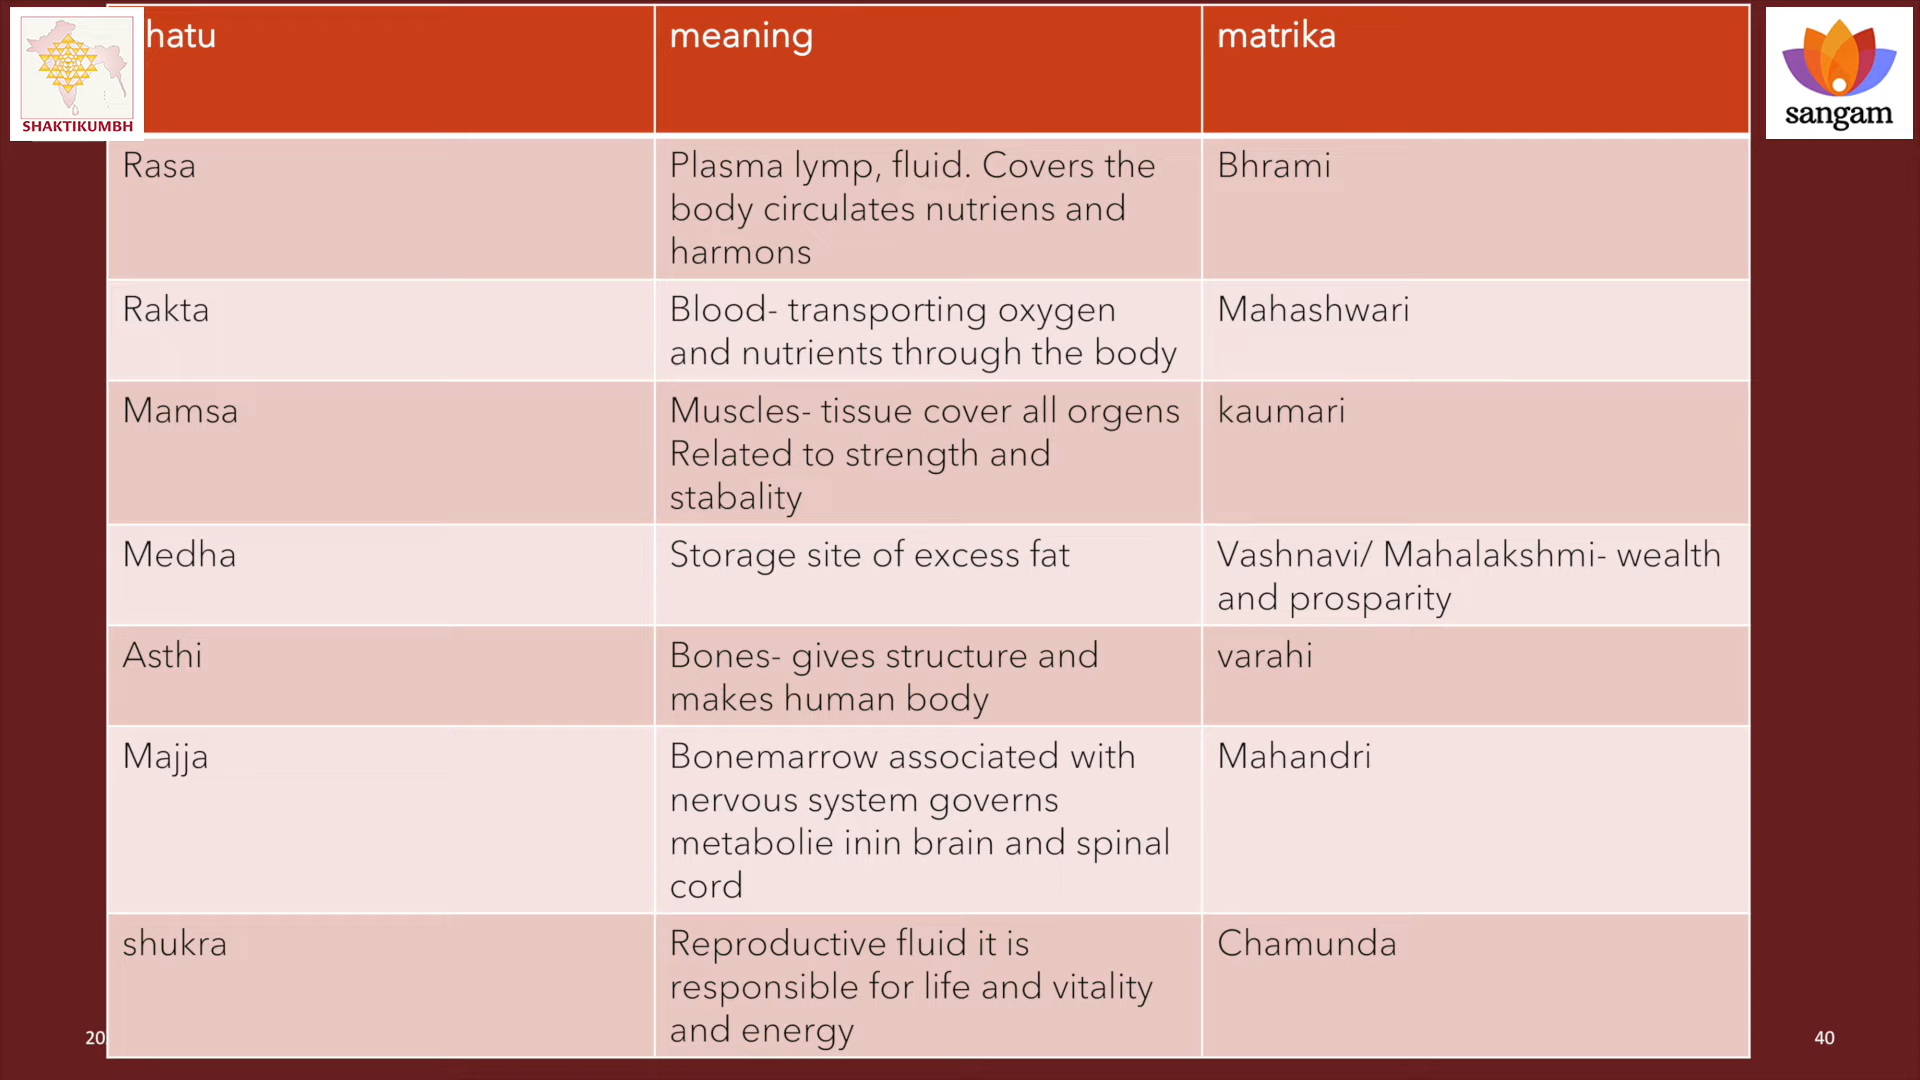 hatu
meaning
matrika
SHAKTIKUMBH
sangam
Rasa
Plasma lymp, fluid. Covers the
body circulates nutriens and
harmons
Bhrami
Rakta
Blood- transporting oxygen
and nutrients through the body
Mahashwari
Mamsa
Muscles- tissue cover all orgens
Related to strength and
stabality
kaumari
Medha
Storage site of excess fat
Vashnavi/ Mahalakshmi- wealth
and prosparity
Asthi
Bones- gives structure and
makes human body
varahi
Majja
Bonemarrow associated with
nervous system governs
metabolie inin brain and spinal
cord
Mahandri
shukra
Reproductive fluid it is
responsible for life and vitality
and energy
Chamunda
20
40